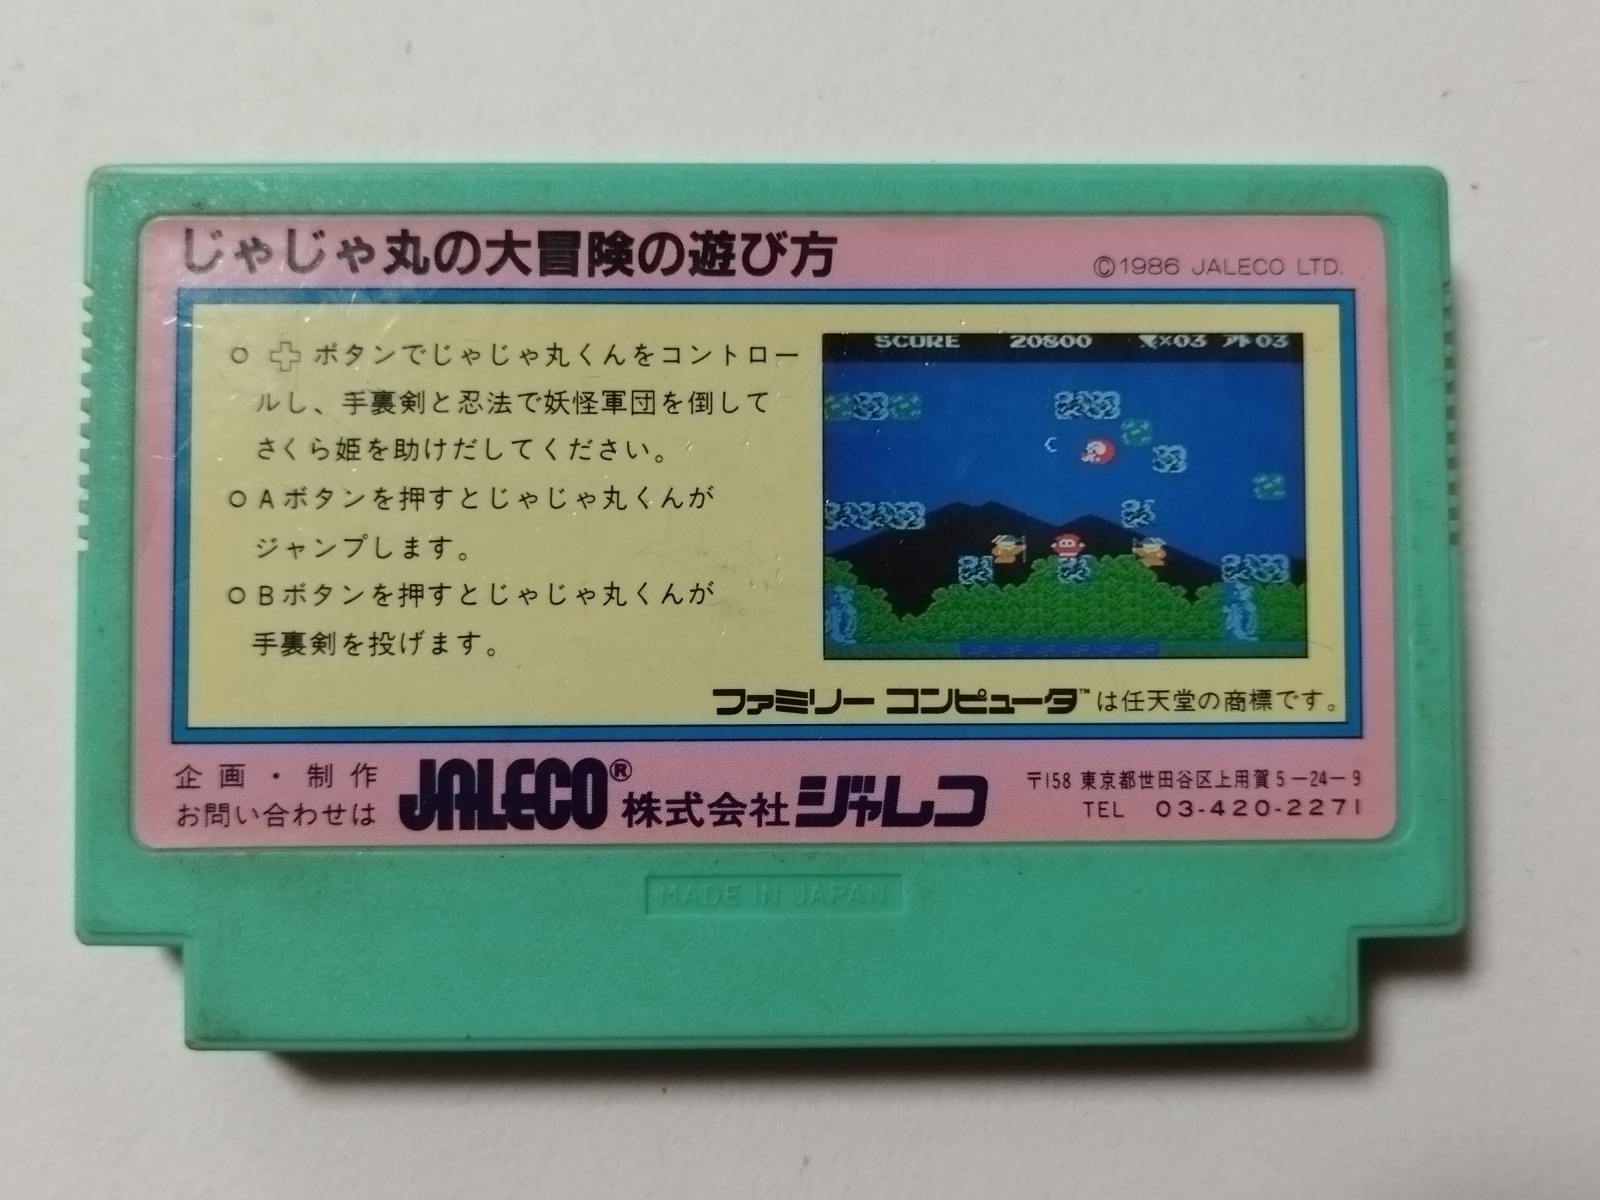 じゃじゃ丸の大冒険の遊び方
©1986 JALECO LTD.
○ ボタンでじゃじゃ丸くんをコントロー
ルし、手裏剣と忍法で妖怪軍団を倒して
さくら姫を助けだしてください。
○Aボタンを押すとじゃじゃ丸くんが
ジャンプします。
○Bボタンを押すとじゃじゃ丸くんが
手裏剣を投げます。
SCORE 20800 ×03 03
ファミリー コンピュータ™は任天堂の商標です。
企画・制作
お問い合わせは
JALECO® 株式会社ジャレコ
〒158 東京都世田谷区上用賀5-24-9
TEL 03-420-2271
MADE IN JAPAN